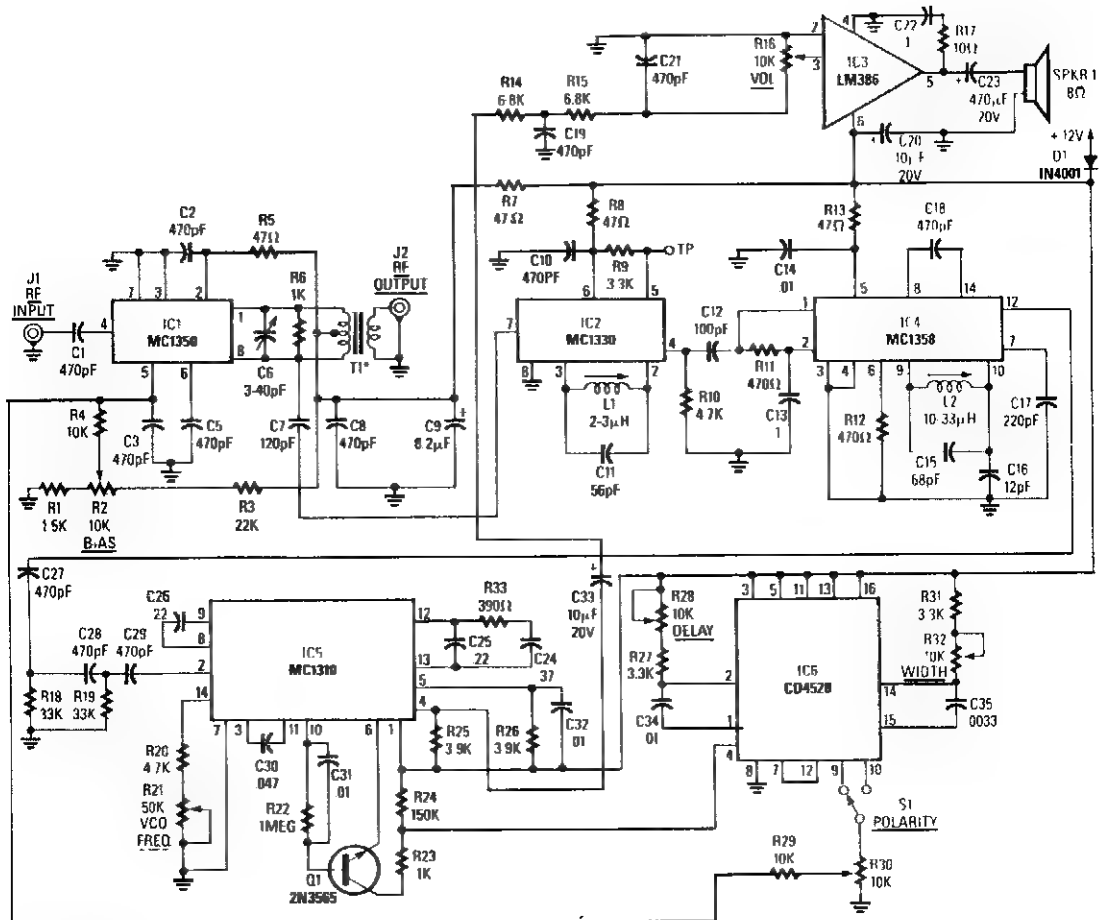 C22
1
R17
10Ω
R16
10K
VOL
IC3
LM386
C21
470pF
C23
470μF
20V
SPKR 1
8Ω
R14
6.8K
R15
6.8K
C19
470pF
C20
10μF
20V
+12V
D1
IN4001
R7
47Ω
R8
47Ω
R13
47Ω
C18
470pF
C2
470pF
R5
47Ω
J2
RF
OUTPUT
C10
470PF
R9
3.3K
TP
C14
.01
J1
RF
INPUT
R6
1K
IC1
MC1350
C1
470pF
C6
3-40pF
T1*
IC2
MC1330
C12
100pF
IC4
MC1358
R11
470Ω
R4
10K
C3
470pF
C5
470pF
C7
120pF
C8
470pF
C9
8.2μF
L1
2-3μH
C11
56pF
R10
4.7K
C13
.1
R12
470Ω
L2
10-33μH
C15
68pF
C16
12pF
C17
220pF
R1
1.5K
R2
10K
BIAS
R3
22K
C27
470pF
C26
.22
C28
470pF
C29
470pF
IC5
MC1310
R33
390Ω
C25
.22
C24
.37
C33
10μF
20V
R28
10K
DELAY
R27
3.3K
IC6
CD4528
R31
3.3K
R32
10K
WIDTH
R18
33K
R19
33K
C34
.01
C35
.0033
R20
4.7K
R21
50K
VCO
FREQ
C30
.047
C31
.01
R22
1MEG
R25
3.9K
R26
3.9K
C32
.01
R24
150K
R23
1K
Q1
2N3565
S1
POLARITY
R29
10K
R30
10K